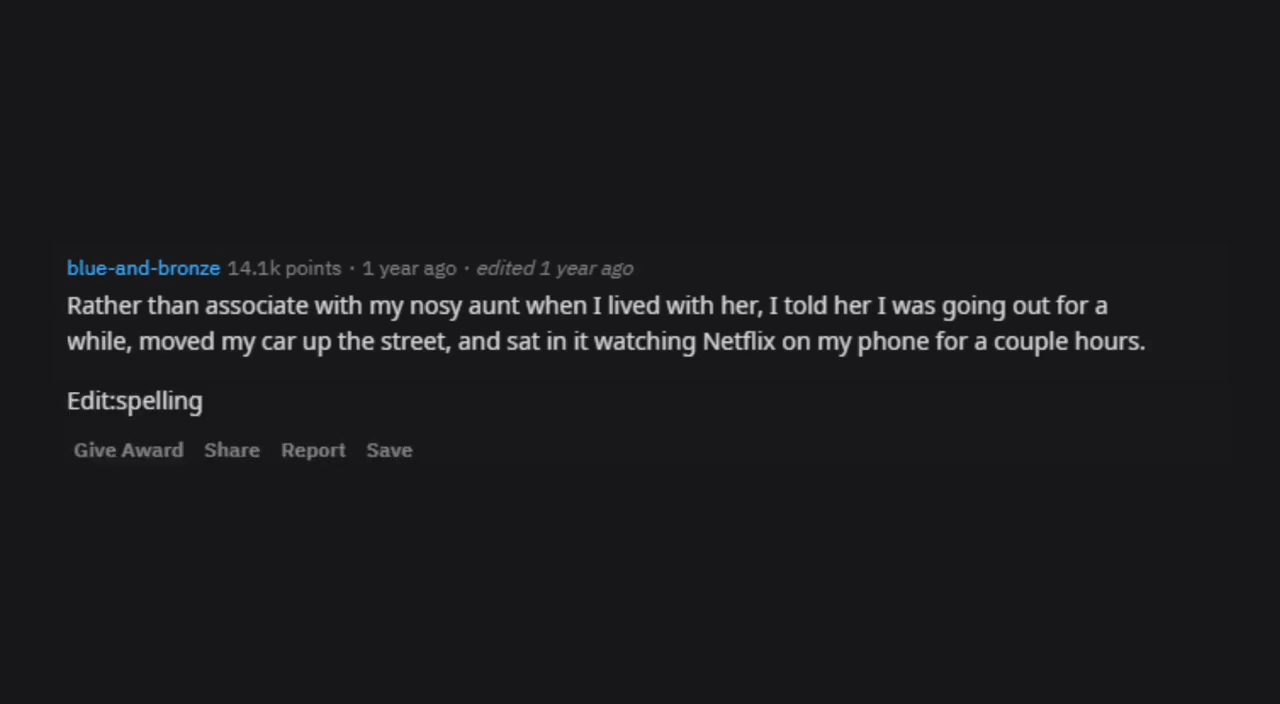 blue-and-bronze 14.1k points · 1 year ago · edited 1 year ago
Rather than associate with my nosy aunt when I lived with her, I told her I was going out for a
while, moved my car up the street, and sat in it watching Netflix on my phone for a couple hours.
Edit:spelling
Give Award Share Report Save